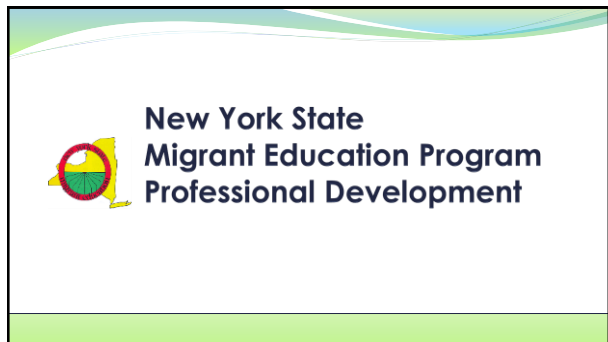 New York State
Migrant Education Program
Professional Development